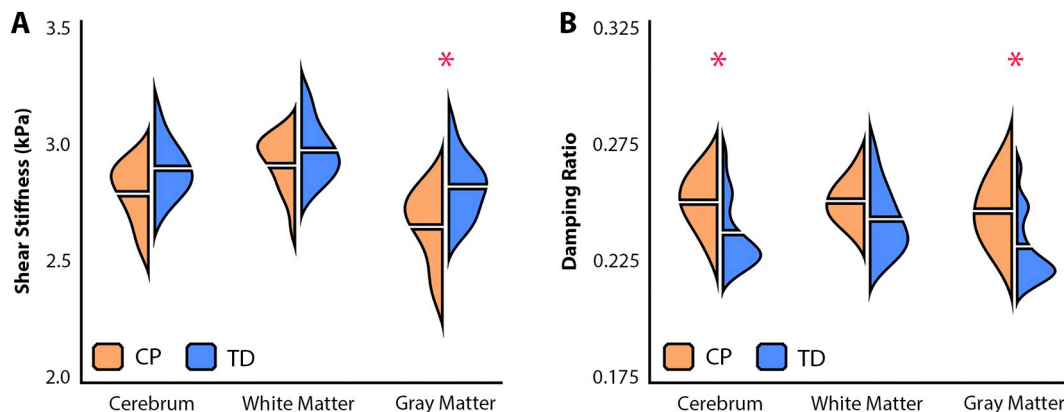 A
3.5
*
Shear Stiffness (kPa)
3.0
2.5
CP
TD
2.0
Cerebrum
White Matter
Gray Matter
B
0.325
*
*
Damping Ratio
0.275
0.225
CP
TD
0.175
Cerebrum
White Matter
Gray Matter